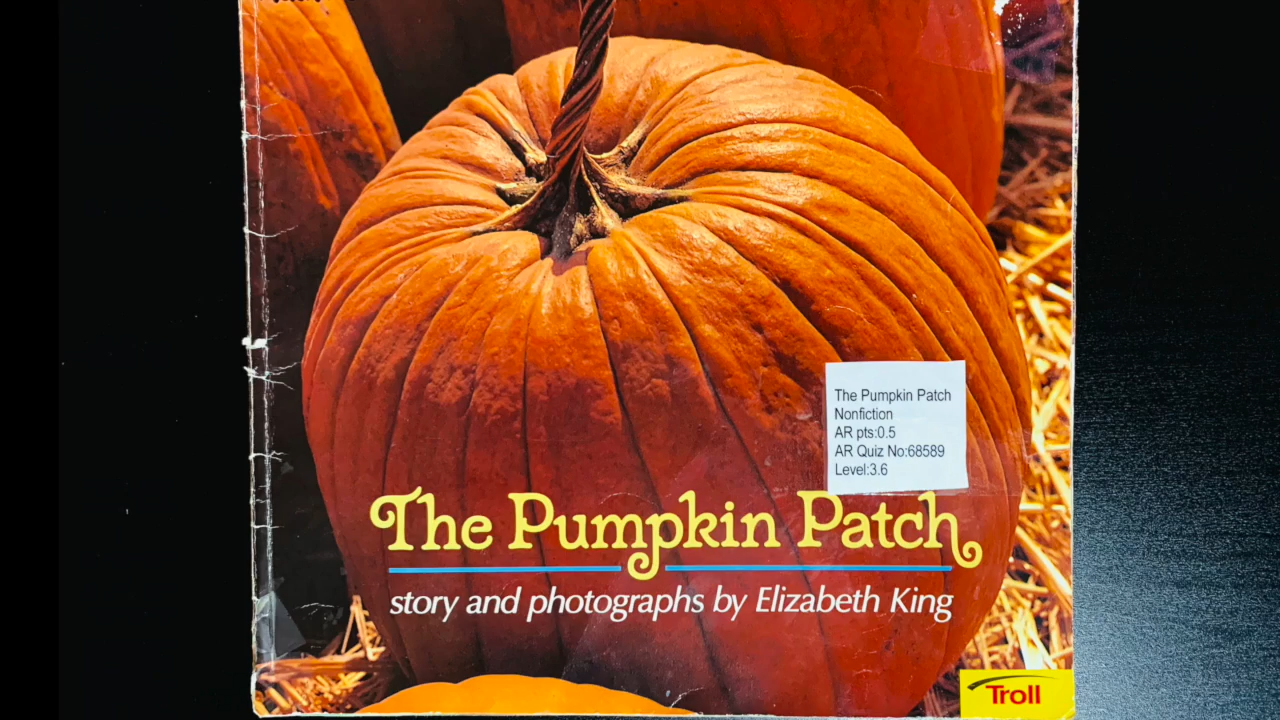 The Pumpkin Patch
Nonfiction
AR pts:0.5
AR Quiz No:68589
Level:3.6
The Pumpkin Patch
story and photographs by Elizabeth King
Troll